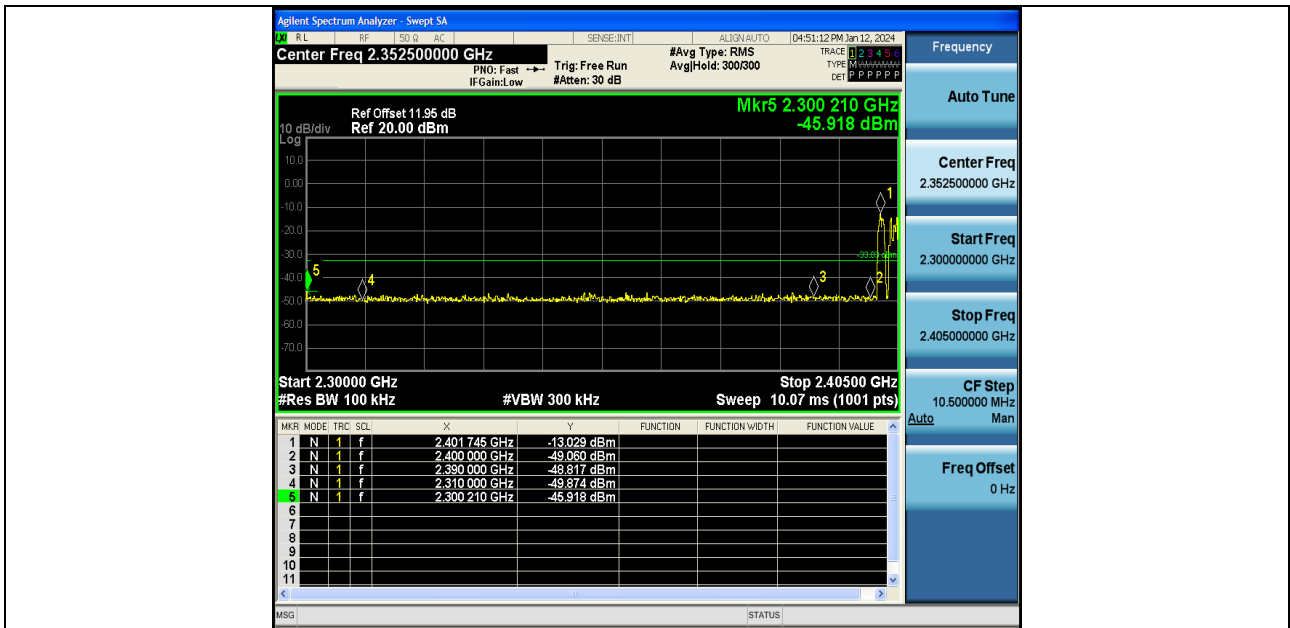 Agilent Spectrum Analyzer - Swept SA
LXI RL RF 50 Ω AC SENSE:INT ALIGN AUTO 04:51:12 PM Jan 12, 2024
Center Freq 2.352500000 GHz
PNO: Fast
IFGain:Low
Trig: Free Run
#Atten: 30 dB
#Avg Type: RMS
Avg|Hold: 300/300
TRACE 1 2 3 4 5 6
TYPE M W W W W W
DET P P P P P P
Mkr5 2.300 210 GHz
-45.918 dBm
Ref Offset 11.95 dB
10 dB/div Ref 20.00 dBm
Log
10.0
0.00
-10.0
-20.0
-30.0
-40.0
-50.0
-60.0
-70.0
1
5
4
3
2
Start 2.30000 GHz Stop 2.40500 GHz
#Res BW 100 kHz #VBW 300 kHz Sweep 10.07 ms (1001 pts)
MKR MODE TRC SCL X Y FUNCTION FUNCTION WIDTH FUNCTION VALUE
1 N 1 f 2.401 745 GHz -13.029 dBm
2 N 1 f 2.400 000 GHz -49.060 dBm
3 N 1 f 2.390 000 GHz -48.817 dBm
4 N 1 f 2.310 000 GHz -49.874 dBm
5 N 1 f 2.300 210 GHz -45.918 dBm
6
7
8
9
10
11
MSG STATUS
Frequency
Auto Tune
Center Freq
2.352500000 GHz
Start Freq
2.300000000 GHz
Stop Freq
2.405000000 GHz
CF Step
10.500000 MHz
Auto Man
Freq Offset
0 Hz